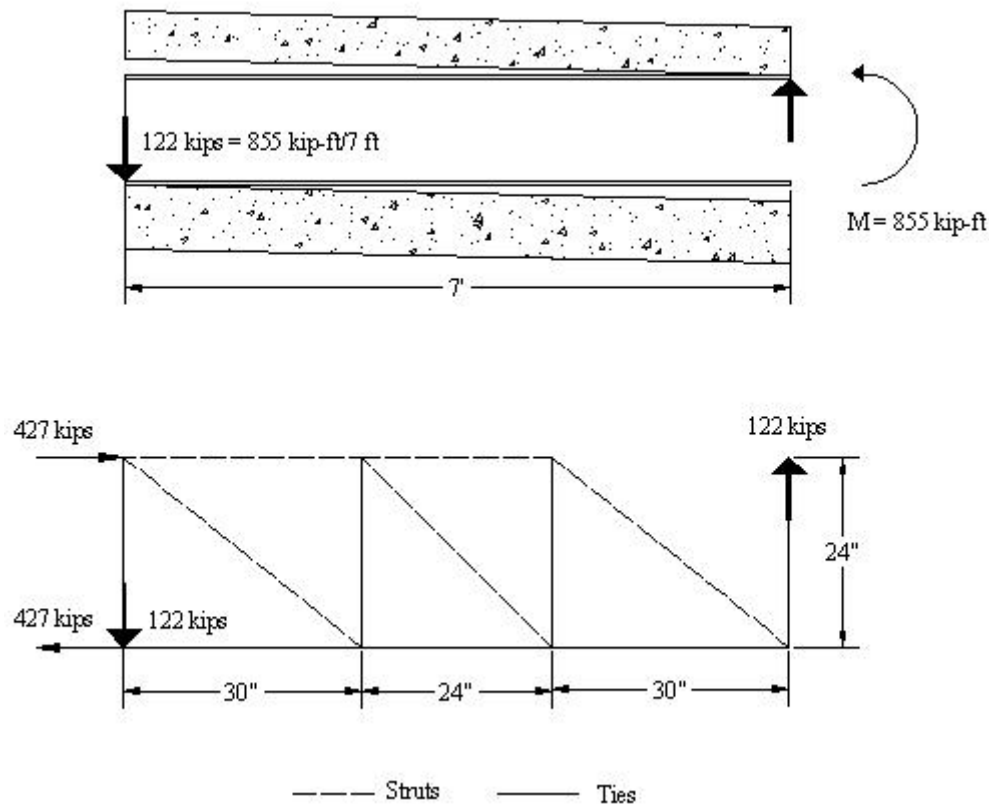 122 kips = 855 kip-ft/7 ft
M = 855 kip-ft
7'
427 kips
122 kips
24"
427 kips
122 kips
30"
24"
30"
Struts
Ties